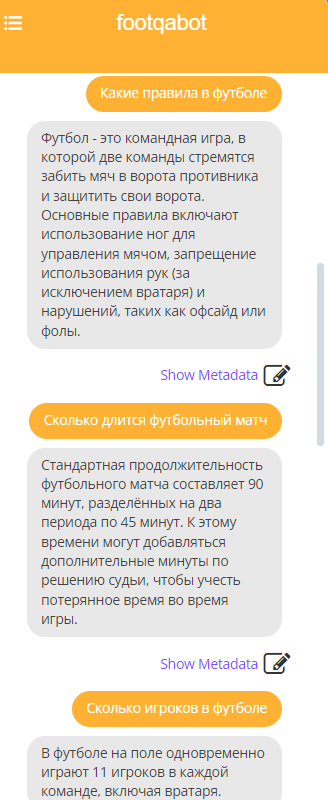 footqabot
Какие правила в футболе
Футбол - это командная игра, в
которой две команды стремятся
забить мяч в ворота противника
и защитить свои ворота.
Основные правила включают
использование ног для
управления мячом, запрещение
использования рук (за
исключением вратаря) и
нарушений, таких как офсайд или
фолы.
Show Metadata
Сколько длится футбольный матч
Стандартная продолжительность
футбольного матча составляет 90
минут, разделённых на два
периода по 45 минут. К этому
времени могут добавляться
дополнительные минуты по
решению судьи, чтобы учесть
потерянное время во время
игры.
Show Metadata
Сколько игроков в футболе
В футболе на поле одновременно
играют 11 игроков в каждой
команде, включая вратаря.